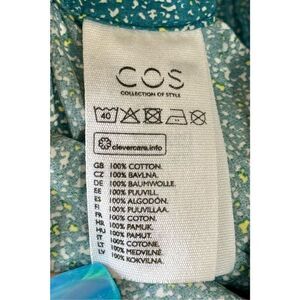 COS
COLLECTION OF STYLE
40
clevercare.info
GB 100% COTTON.
CZ 100% BAVLNA.
DE 100% BAUMWOLLE.
EE 100% PUUVILL.
ES 100% ALGODÓN.
FI 100% PUUVILLAA.
FR 100% COTON.
GR 100%
HR 100% PAMUK.
HU 100% PAMUT.
IT 100% COTONE.
LT 100% MEDVILNĖ.
LV 100% KOKVILNA.